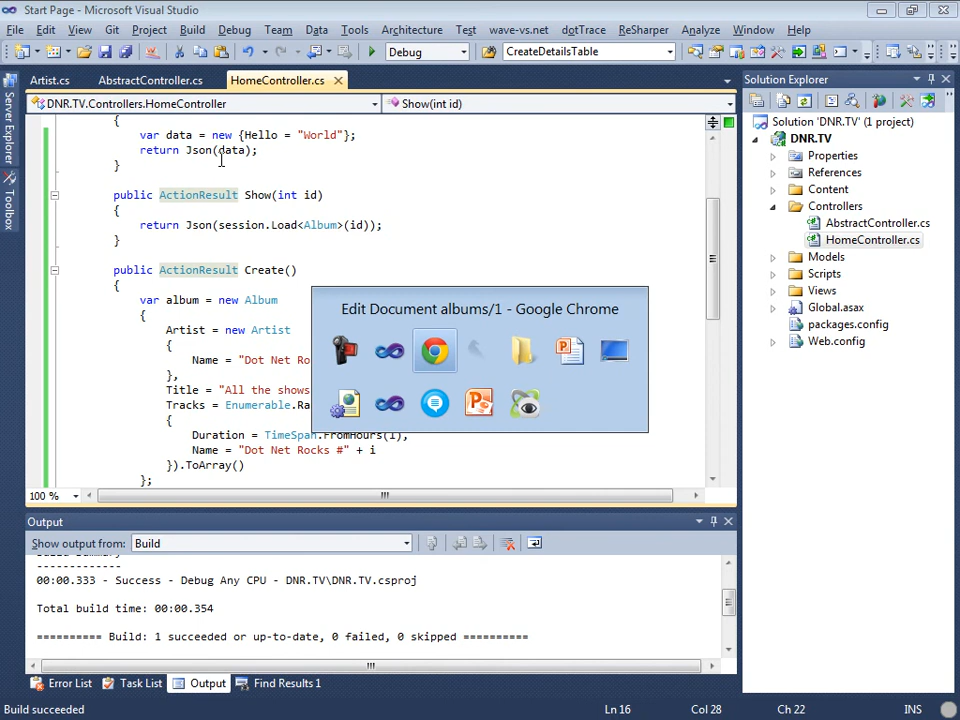 Start Page - Microsoft Visual Studio
File Edit View Git Project Build Debug Team Data Tools Architecture Test wave-vs.net dotTrace ReSharper Analyze Window Help
Debug CreateDetailsTable
Artist.cs AbstractController.cs HomeController.cs
DNR.TV.Controllers.HomeController Show(int id)
{
var data = new {Hello = "World"};
return Json(data);
}
public ActionResult Show(int id)
{
return Json(session.Load<Album>(id));
}
public ActionResult Create()
{
var album = new Album
{
Artist = new Artist
{
Name = "Dot Net Ro
},
Title = "All the shows
Tracks = Enumerable.Ra
{
Duration = TimeSpan.FromHours(1),
Name = "Dot Net Rocks #" + i
}).ToArray()
};
100 %
Edit Document albums/1 - Google Chrome
Output
Show output from: Build
-------------
00:00.333 - Success - Debug Any CPU - DNR.TV\DNR.TV.csproj
Total build time: 00:00.354
========== Build: 1 succeeded or up-to-date, 0 failed, 0 skipped ==========
Error List Task List Output Find Results 1
Build succeeded Ln 16 Col 28 Ch 22 INS
Server Explorer
Toolbox
Solution Explorer
Solution 'DNR.TV' (1 project)
DNR.TV
Properties
References
Content
Controllers
AbstractController.cs
HomeController.cs
Models
Scripts
Views
Global.asax
packages.config
Web.config